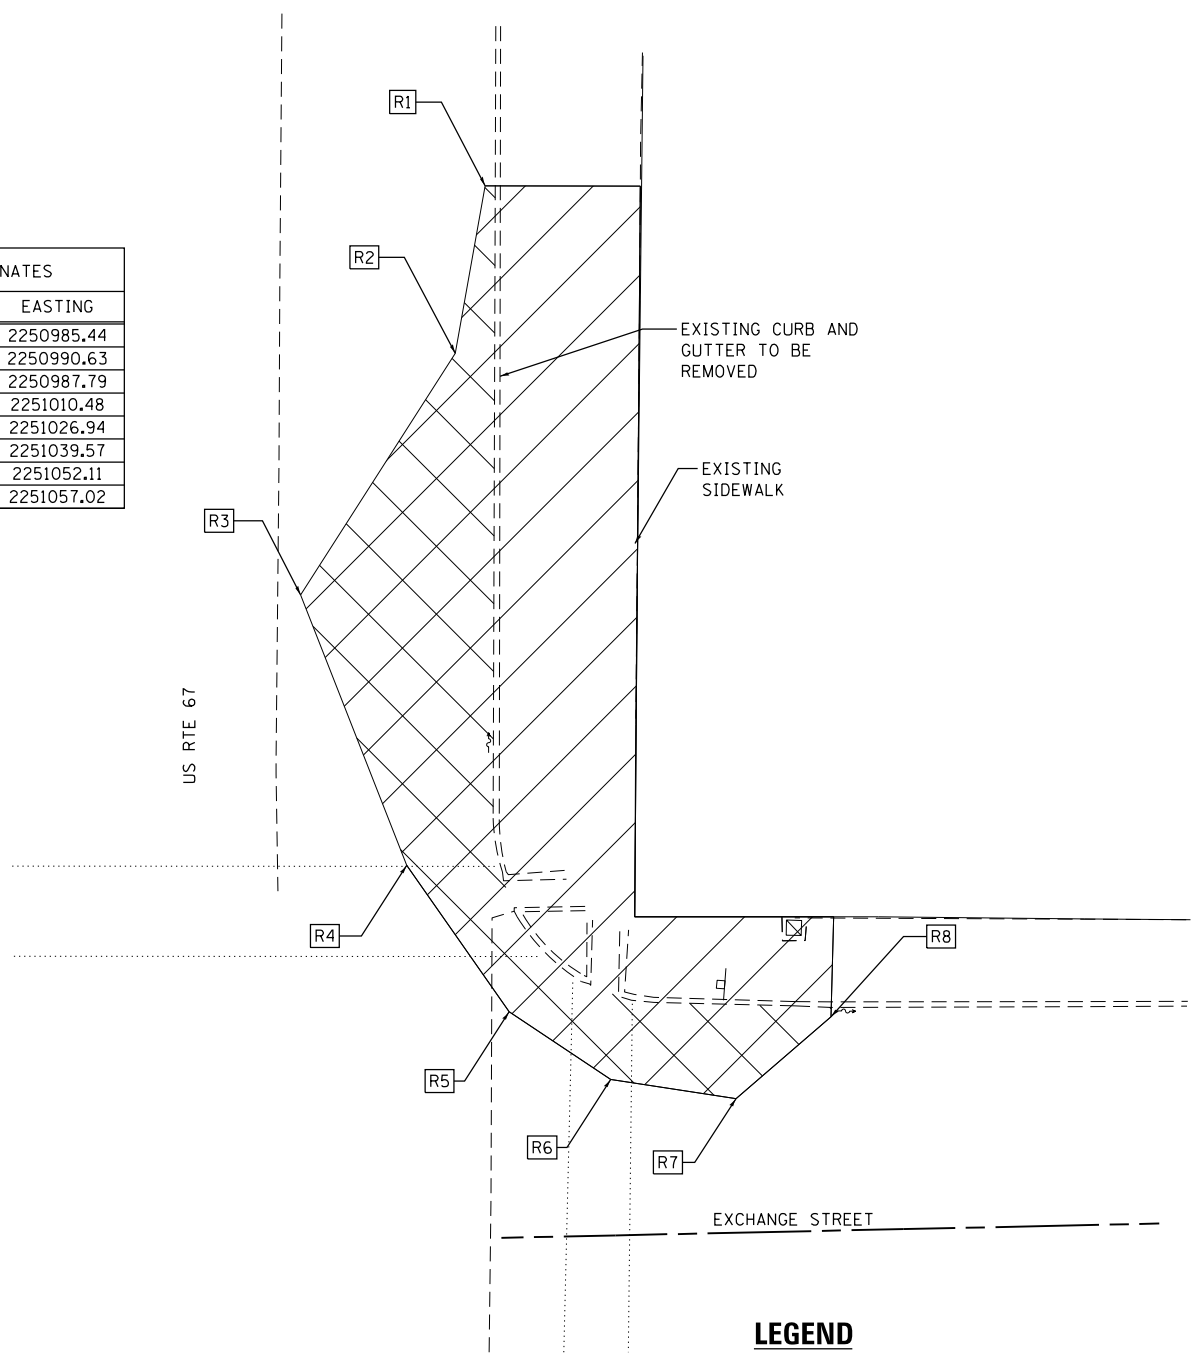 R1
R2
NATES
EASTING
2250985.44
2250990.63
2250987.79
2251010.48
2251026.94
2251039.57
2251052.11
2251057.02
EXISTING CURB AND
GUTTER TO BE
REMOVED
EXISTING
SIDEWALK
R3
US RTE 67
R4
R8
R5
R6
R7
EXCHANGE STREET
LEGEND